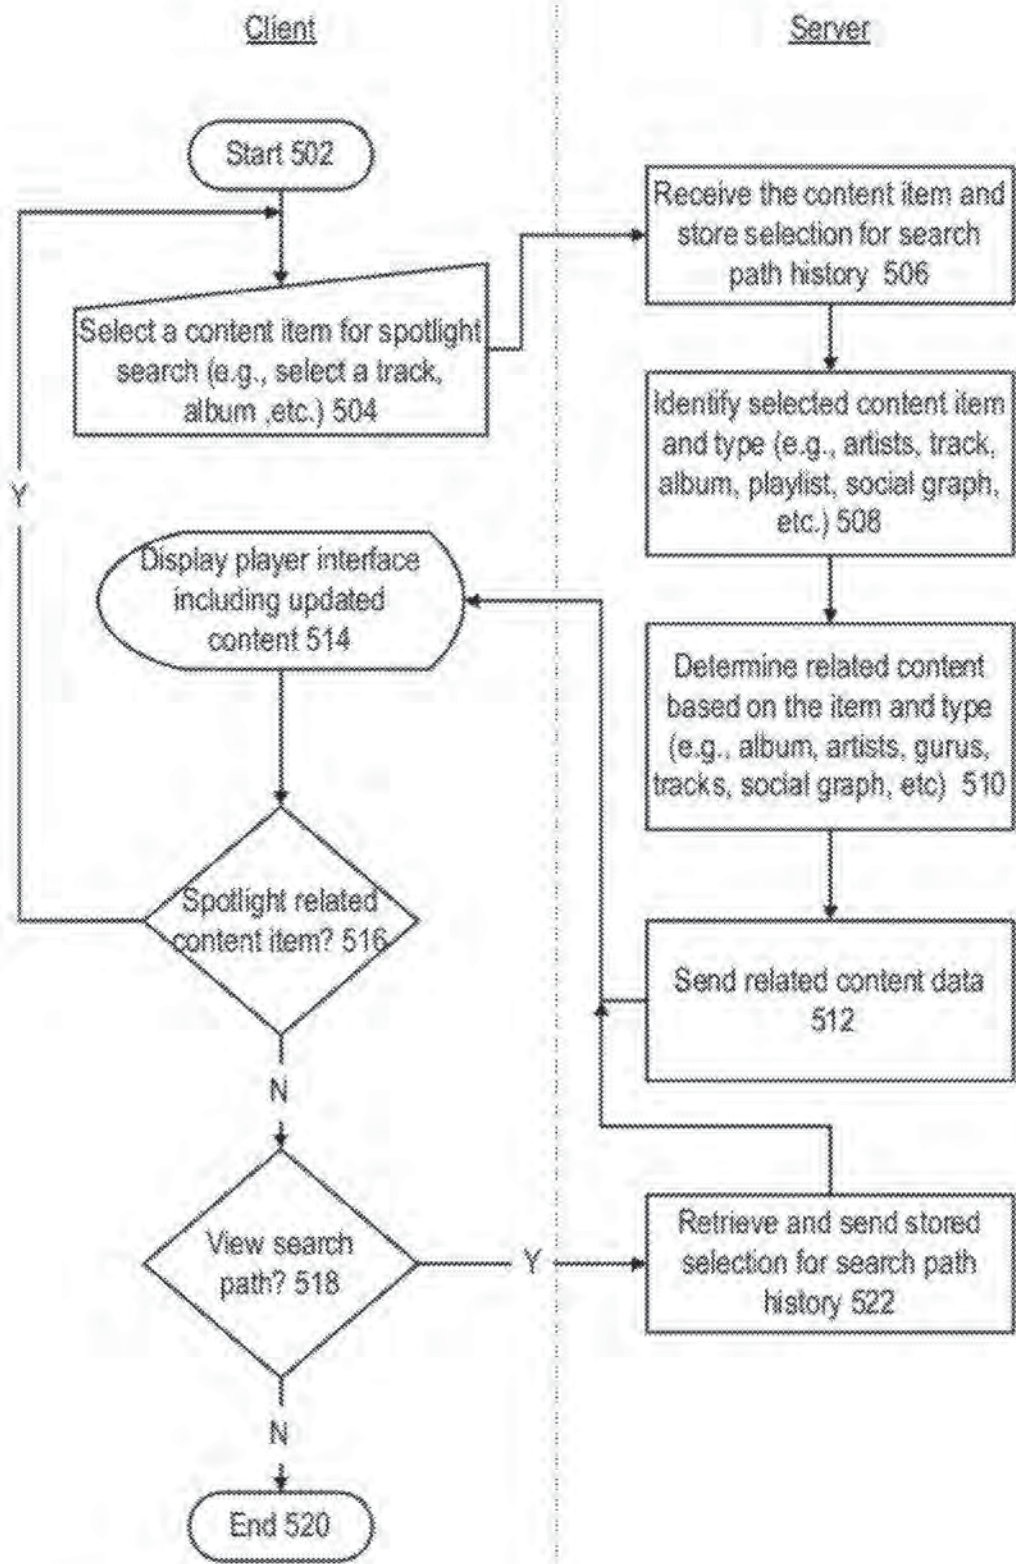 Client
Server
Start 502
Receive the content item and
store selection for search
path history 506
Select a content item for spotlight
search (e.g., select a track,
album ,etc.) 504
Identify selected content item
and type (e.g., artists, track,
album, playlist, social graph,
etc.) 508
Y
Display player interface
including updated
content 514
Determine related content
based on the item and type
(e.g., album, artists, gurus,
tracks, social graph, etc) 510
Spotlight related
content item? 516
Send related content data
512
N
View search
path? 518
Y
Retrieve and send stored
selection for search path
history 522
N
End 520